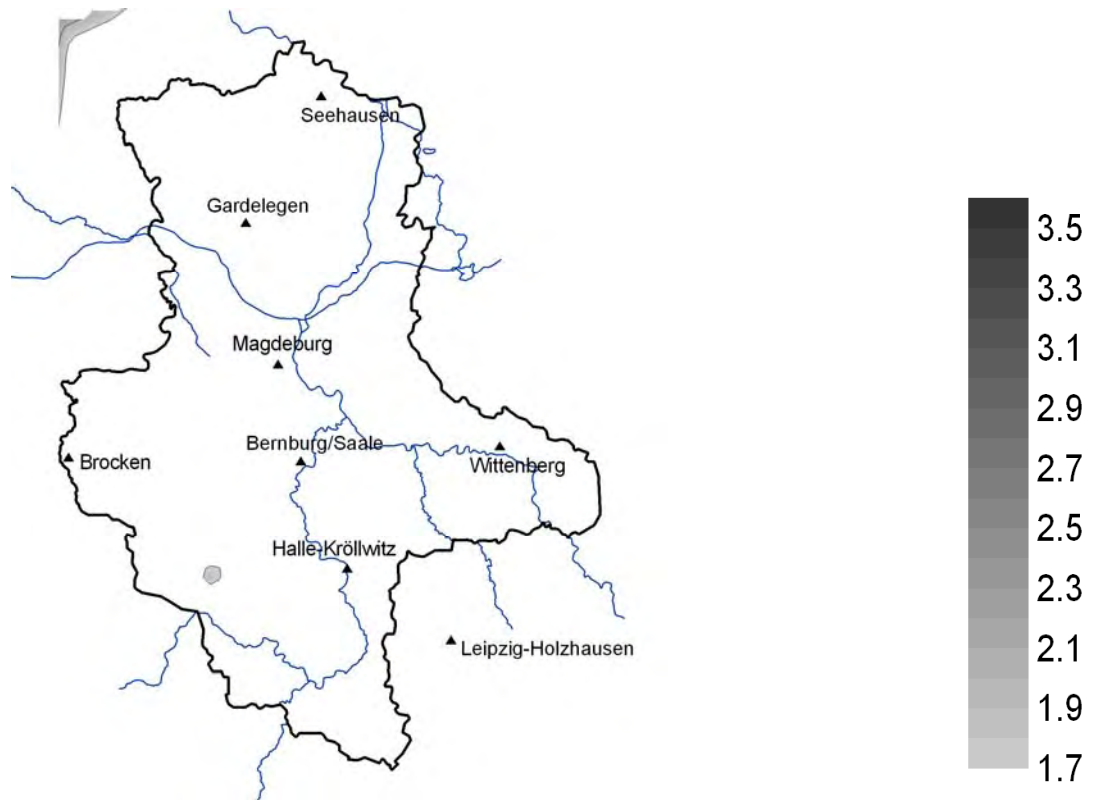 Seehausen
Gardelegen
Magdeburg
Bernburg/Saale
Brocken
Wittenberg
Halle-Kröllwitz
Leipzig-Holzhausen
3.5
3.3
3.1
2.9
2.7
2.5
2.3
2.1
1.9
1.7